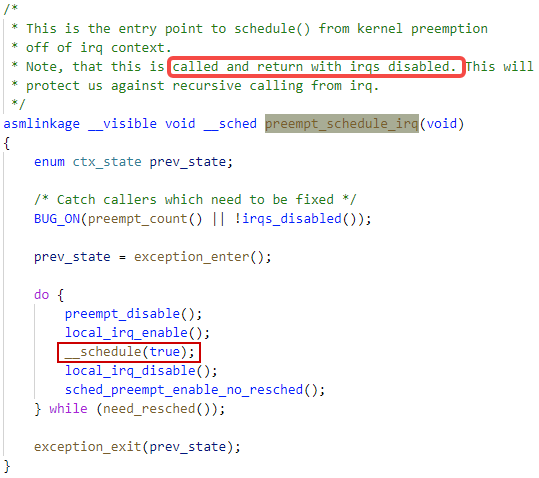 /*
 * This is the entry point to schedule() from kernel preemption
 * off of irq context.
 * Note, that this is called and return with irqs disabled. This will
 * protect us against recursive calling from irq.
 */
asmlinkage __visible void __sched preempt_schedule_irq(void)
{
    enum ctx_state prev_state;

    /* Catch callers which need to be fixed */
    BUG_ON(preempt_count() || !irqs_disabled());

    prev_state = exception_enter();

    do {
        preempt_disable();
        local_irq_enable();
        __schedule(true);
        local_irq_disable();
        sched_preempt_enable_no_resched();
    } while (need_resched());

    exception_exit(prev_state);
}